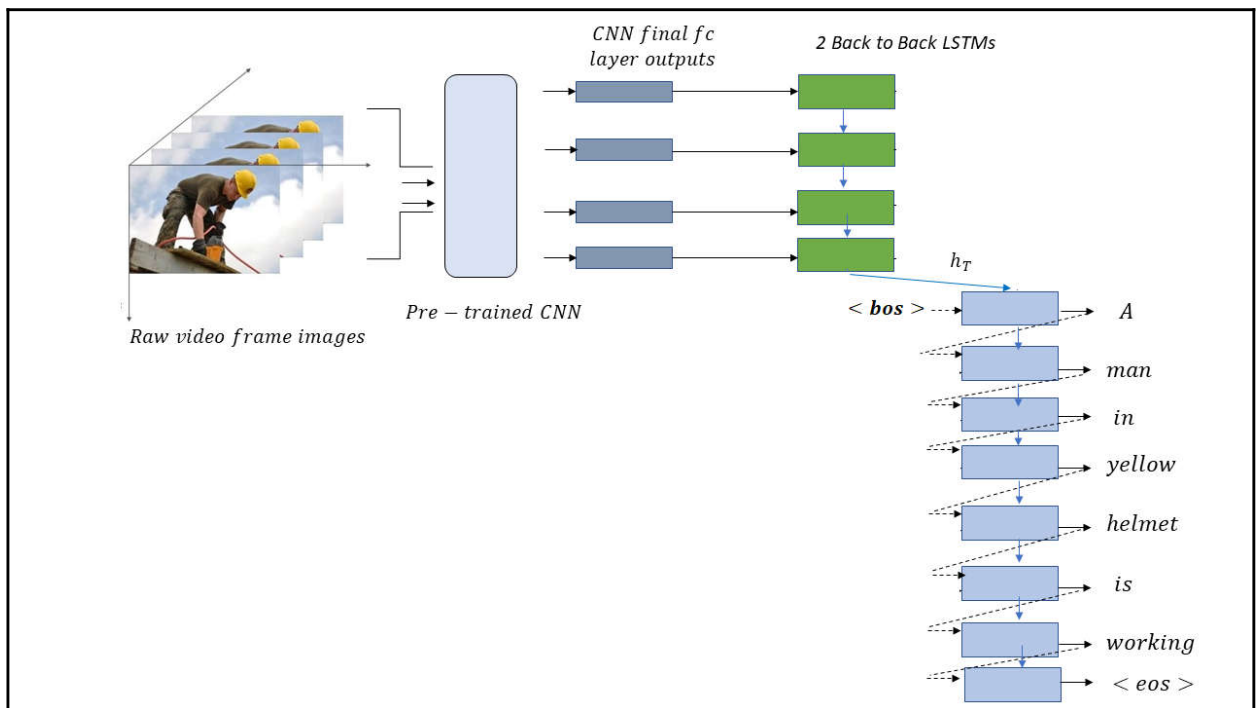 CNN final fc
layer outputs
2 Back to Back LSTMs
Pre − trained CNN
Raw video frame images
h_T
< bos >
A
man
in
yellow
helmet
is
working
< eos >